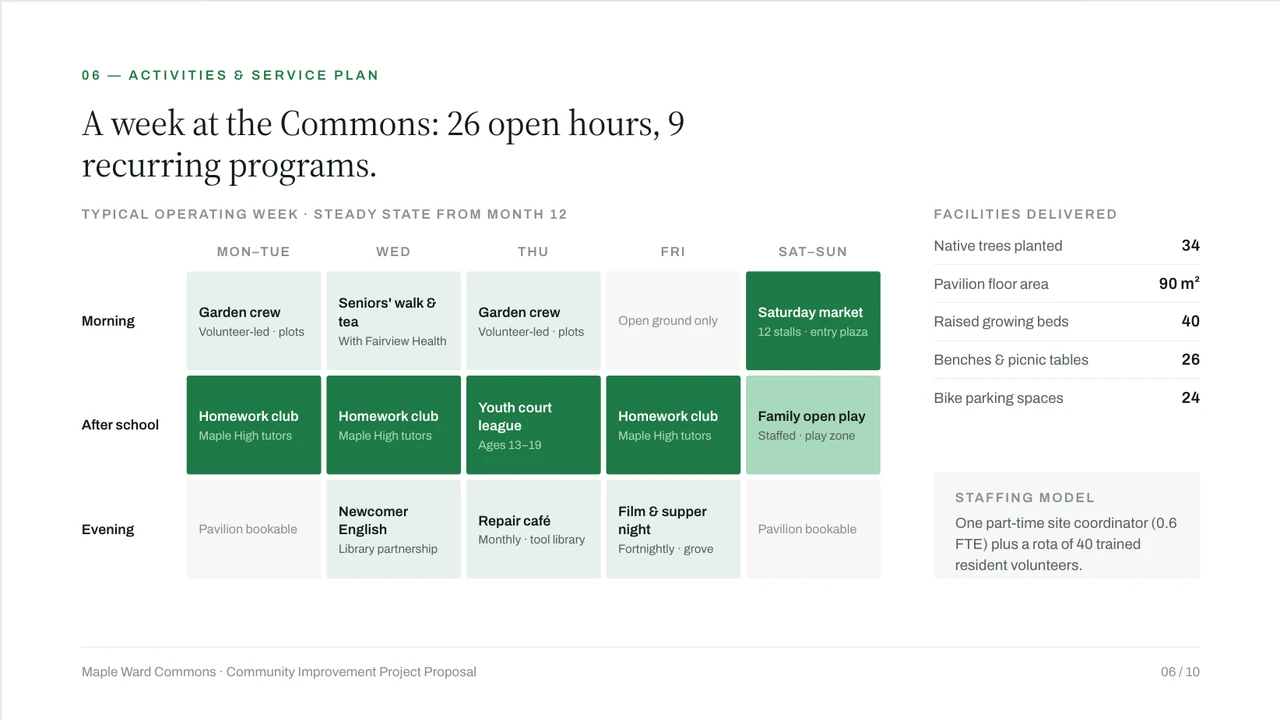 06 — ACTIVITIES & SERVICE PLAN
A week at the Commons: 26 open hours, 9
recurring programs.
TYPICAL OPERATING WEEK · STEADY STATE FROM MONTH 12
MON–TUE
WED
THU
FRI
SAT–SUN
Morning
Garden crew
Volunteer-led · plots
Seniors' walk &
tea
With Fairview Health
Garden crew
Volunteer-led · plots
Open ground only
Saturday market
12 stalls · entry plaza
After school
Homework club
Maple High tutors
Homework club
Maple High tutors
Youth court
league
Ages 13–19
Homework club
Maple High tutors
Family open play
Staffed · play zone
Evening
Pavilion bookable
Newcomer
English
Library partnership
Repair café
Monthly · tool library
Film & supper
night
Fortnightly · grove
Pavilion bookable
FACILITIES DELIVERED
Native trees planted 34
Pavilion floor area 90 m²
Raised growing beds 40
Benches & picnic tables 26
Bike parking spaces 24
STAFFING MODEL
One part-time site coordinator (0.6
FTE) plus a rota of 40 trained
resident volunteers.
Maple Ward Commons · Community Improvement Project Proposal
06 / 10